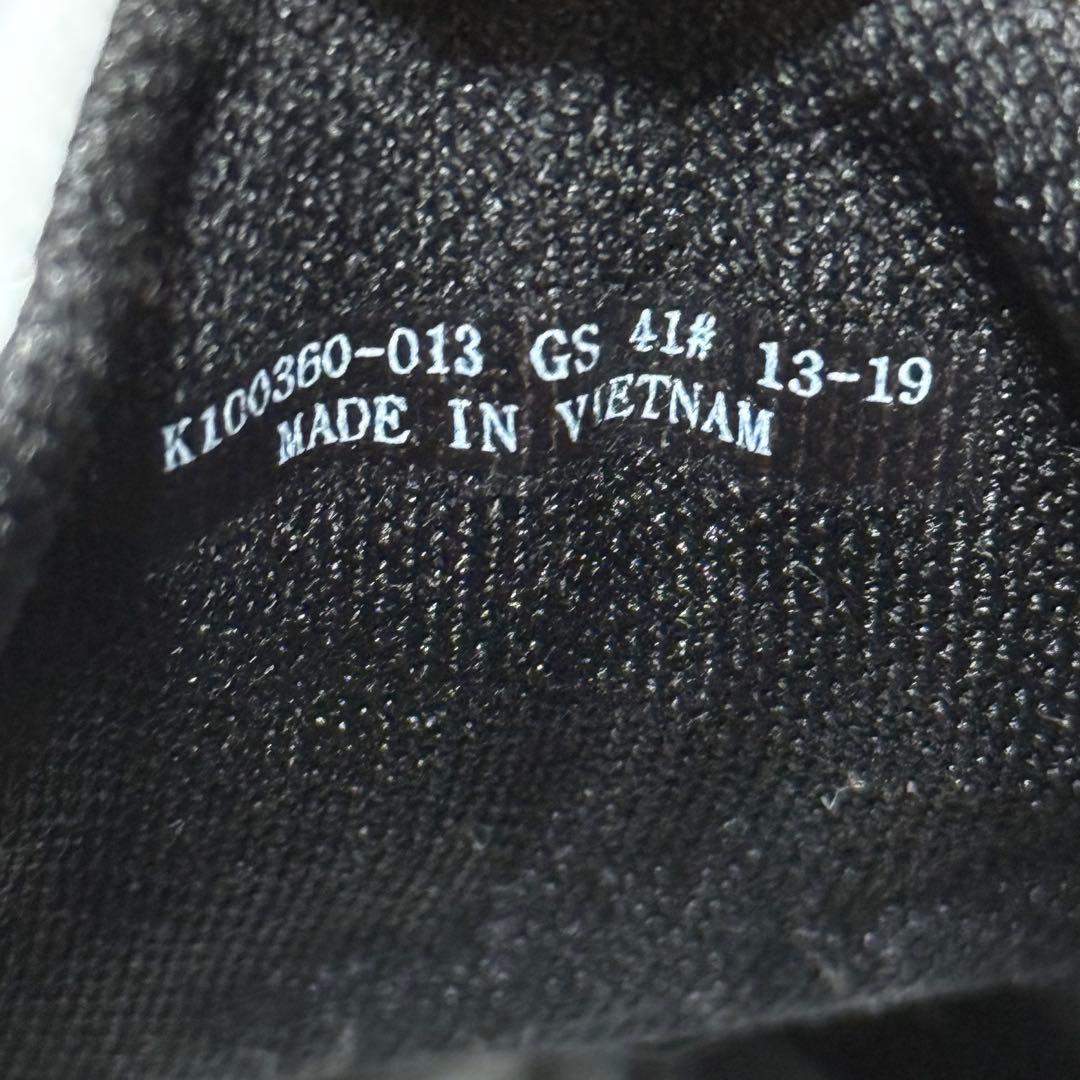 K100360-013 GS 41# 13-19
MADE IN VIETNAM